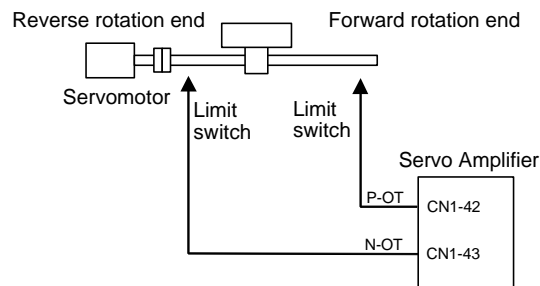 Reverse rotation end
Forward rotation end
Servomotor
Limit
switch
Limit
switch
Servo Amplifier
P-OT
CN1-42
N-OT
CN1-43